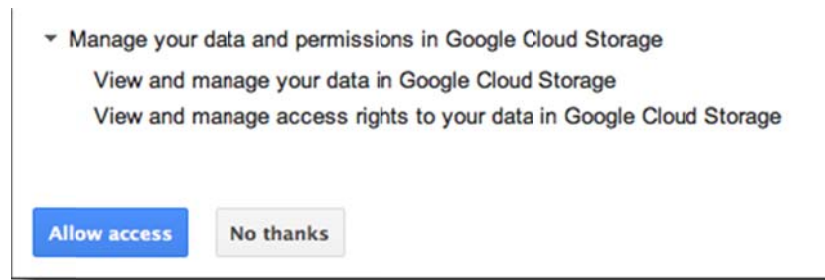 Manage your data and permissions in Google Cloud Storage
View and manage your data in Google Cloud Storage
View and manage access rights to your data in Google Cloud Storage
Allow access
No thanks